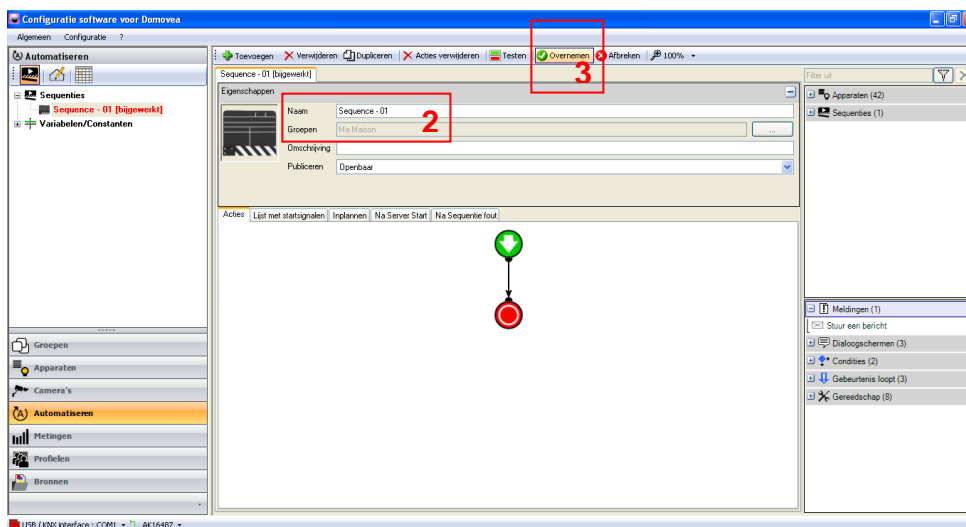 Configuratie software voor Domovea
Algemeen Configuratie ?
Automatiseren
Toevoegen Verwijderen Dupliceren Acties verwijderen Testen Overnemen Afbreken 100%
3
Sequence - 01 [bijgewerkt]
Filter uit
Sequenties
Sequence - 01 [bijgewerkt]
Variabelen/Constanten
Eigenschappen
Naam Sequence - 01
2
Groepen Ma Maison ...
Omschrijving
Publiceren Openbaar
Apparaten (42)
Sequenties (1)
Acties Lijst met startsignalen Inplannen Na Server Start Na Sequentie fout
Meldingen (1)
Stuur een bericht
Dialoogschermen (3)
Condities (2)
Gebeurtenis loopt (3)
Gereedschap (8)
Groepen
Apparaten
Camera's
Automatiseren
Metingen
Profielen
Bronnen
USB / KNX interface : COM1 AK16487